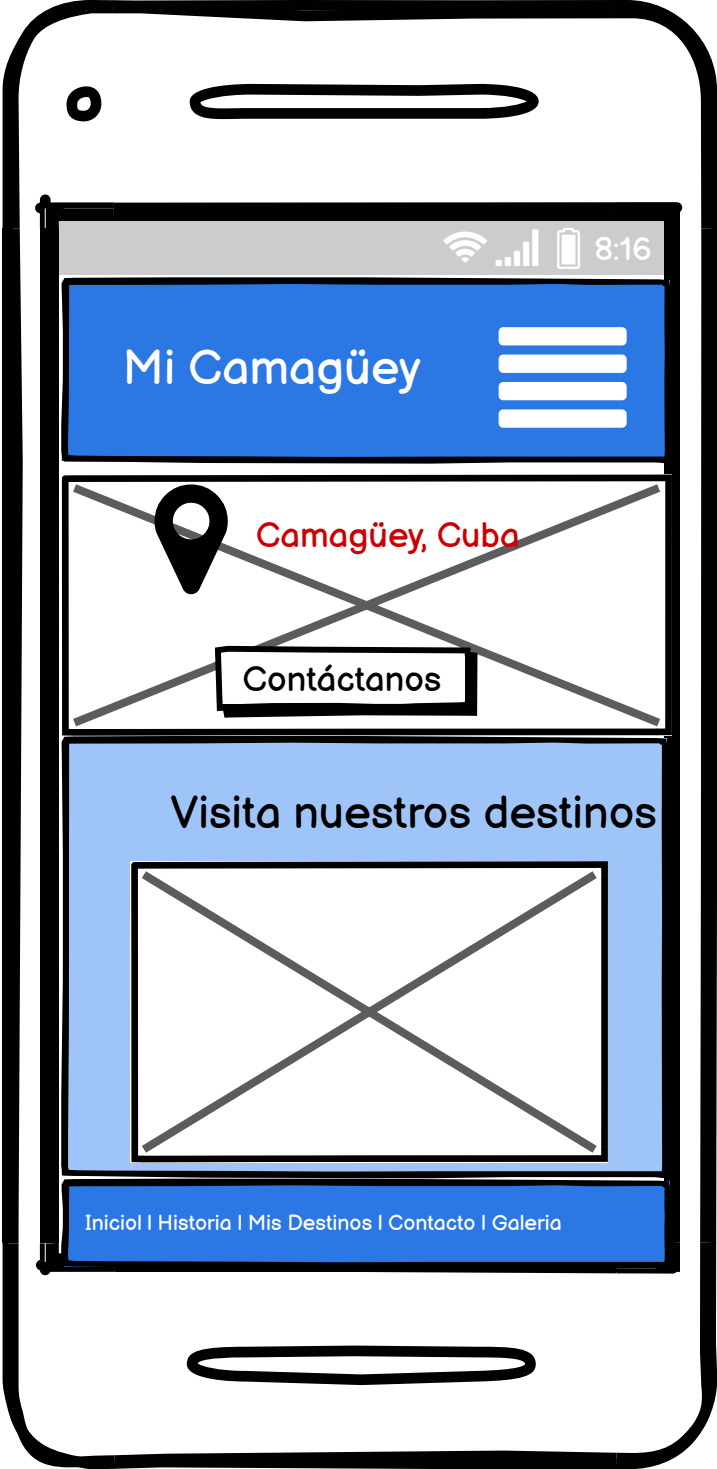 8:16
Mi Camagüey
Camagüey, Cuba
Contáctanos
Visita nuestros destinos
Iniciol I Historia I Mis Destinos I Contacto I Galeria